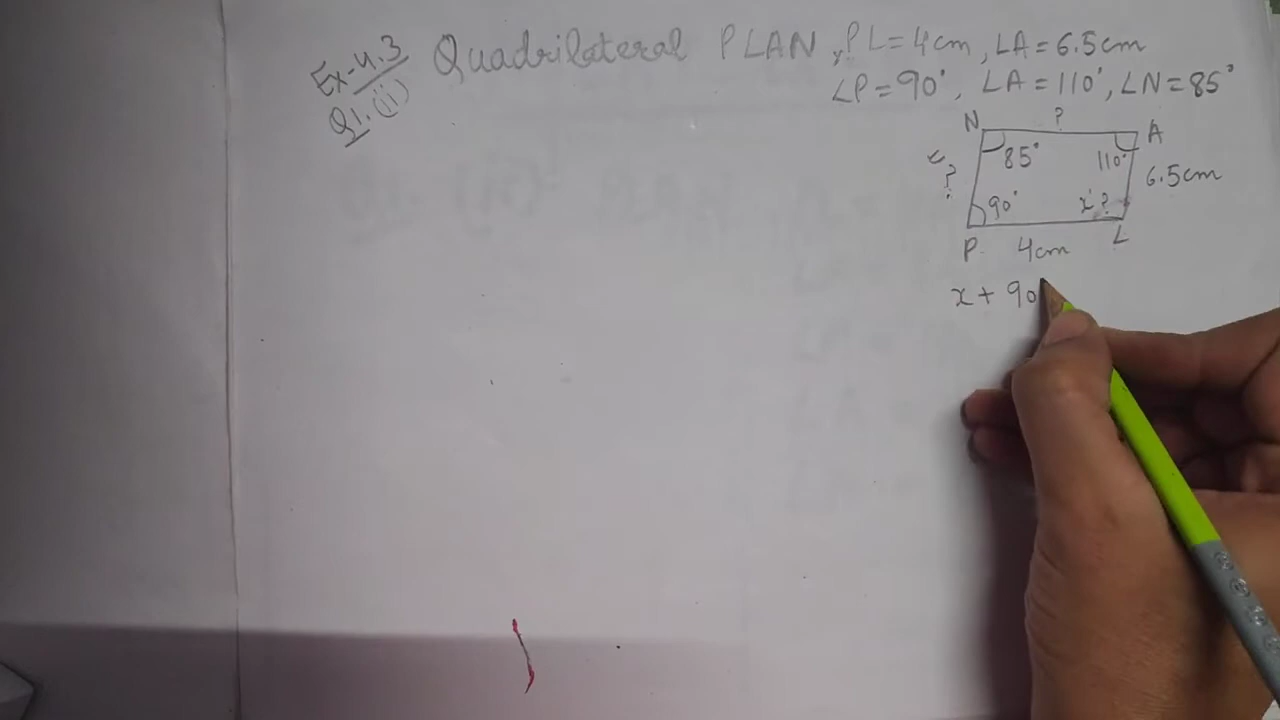 Ex-4.3
Q1.(ii)
Quadrilateral PLAN, PL=4cm, LA=6.5cm
∠P=90°, ∠A=110°, ∠N=85°
N ? A
85° 110°
? 6.5cm
90° x°?
P 4cm L
x + 90